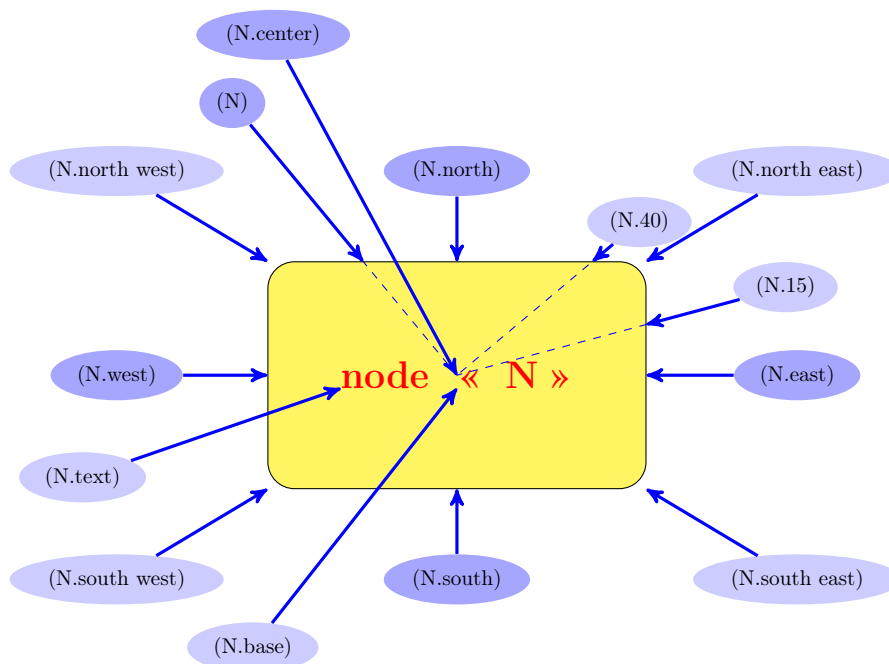 (N.center)
(N)
(N.north west)
(N.north)
(N.north east)
(N.40)
(N.15)
(N.west)
node « N »
(N.east)
(N.text)
(N.south west)
(N.south)
(N.south east)
(N.base)